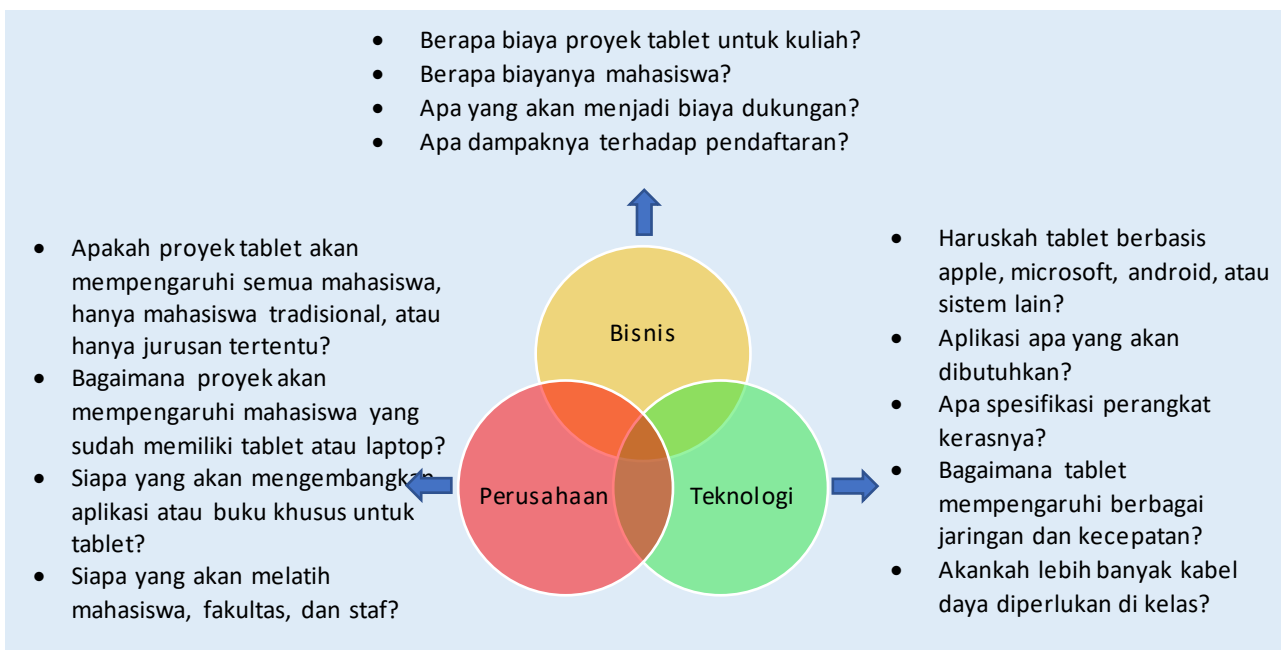 • Berapa biaya proyek tablet untuk kuliah?
• Berapa biayanya mahasiswa?
• Apa yang akan menjadi biaya dukungan?
• Apa dampaknya terhadap pendaftaran?
• Apakah proyek tablet akan
mempengaruhi semua mahasiswa,
hanya mahasiswa tradisional, atau
hanya jurusan tertentu?
• Bagaimana proyek akan
mempengaruhi mahasiswa yang
sudah memiliki tablet atau laptop?
• Siapa yang akan mengembangkan
aplikasi atau buku khusus untuk
tablet?
• Siapa yang akan melatih
mahasiswa, fakultas, dan staf?
Bisnis
Perusahaan
Teknologi
• Haruskah tablet berbasis
apple, microsoft, android, atau
sistem lain?
• Aplikasi apa yang akan
dibutuhkan?
• Apa spesifikasi perangkat
kerasnya?
• Bagaimana tablet
mempengaruhi berbagai
jaringan dan kecepatan?
• Akankah lebih banyak kabel
daya diperlukan di kelas?